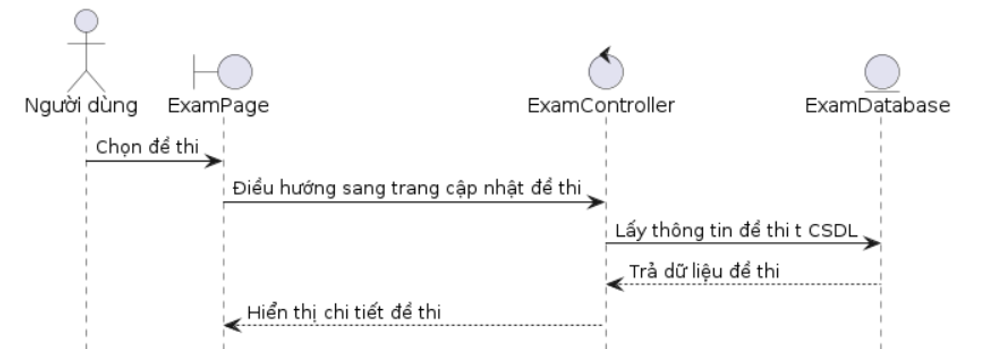 Người dùng
ExamPage
ExamController
ExamDatabase
Chọn đề thi
Điều hướng sang trang cập nhật đề thi
Lấy thông tin đề thi t CSDL
Trả dữ liệu đề thi
Hiển thị chi tiết đề thi